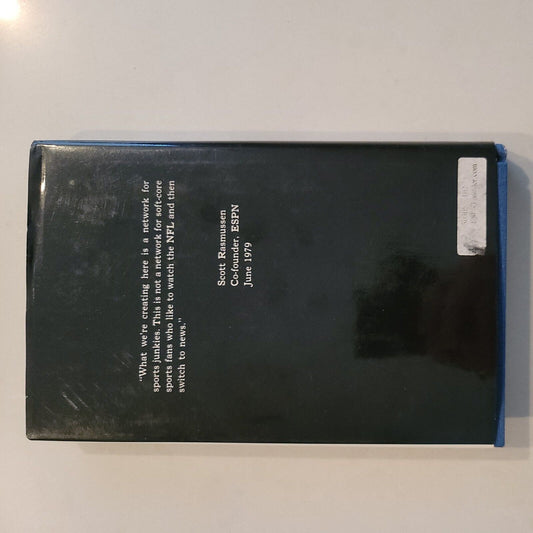 "What we're creating here is a network for
sports junkies. This is not a network for soft-core
sports fans who like to watch the NFL and then
switch to news."
Scott Rasmussen
Co-founder, ESPN
June 1979